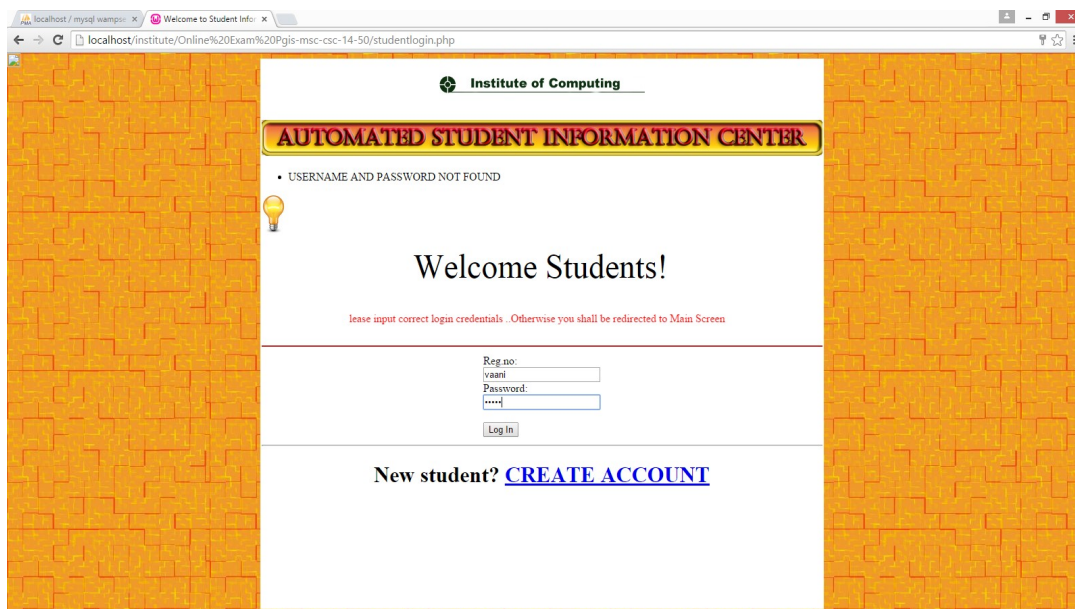 localhost / mysql wampse
Welcome to Student Infor
localhost/institute/Online%20Exam%20Pgis-msc-csc-14-50/studentlogin.php
Institute of Computing
AUTOMATED STUDENT INFORMATION CENTER
USERNAME AND PASSWORD NOT FOUND
Welcome Students!
lease input correct login credentials ..Otherwise you shall be redirected to Main Screen
Reg.no:
vaani
Password:
•••••
Log In
New student? CREATE ACCOUNT